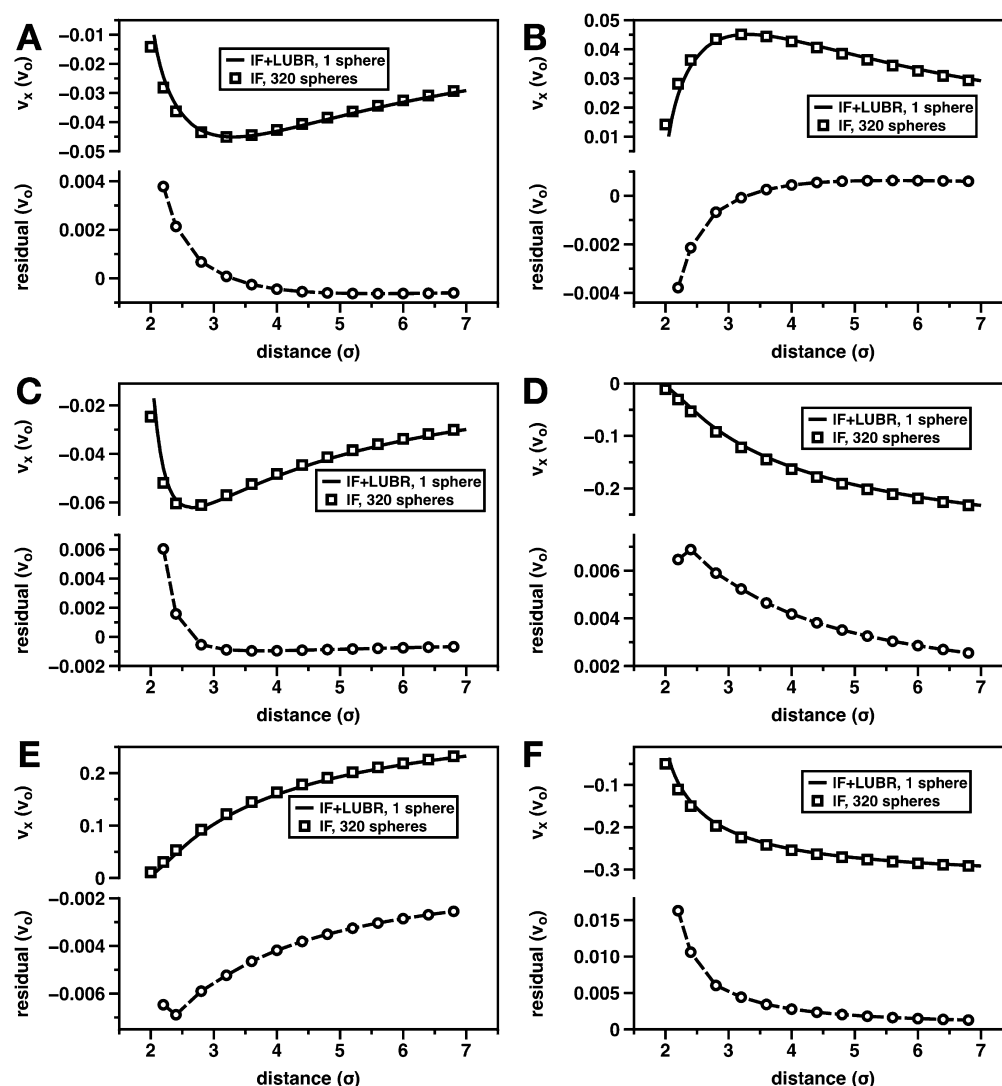 A
−0.01
−0.02
−0.03
−0.04
−0.05
vx (vo)
IF+LUBR, 1 sphere
IF, 320 spheres
0.004
0.002
0
residual (vo)
2 3 4 5 6 7
distance (σ)
B
0.05
0.04
0.03
0.02
0.01
vx (vo)
IF+LUBR, 1 sphere
IF, 320 spheres
0
−0.002
−0.004
residual (vo)
2 3 4 5 6 7
distance (σ)
C
−0.02
−0.04
−0.06
vx (vo)
IF+LUBR, 1 sphere
IF, 320 spheres
0.006
0.004
0.002
0
−0.002
residual (vo)
2 3 4 5 6 7
distance (σ)
D
0
−0.1
−0.2
vx (vo)
IF+LUBR, 1 sphere
IF, 320 spheres
0.006
0.004
0.002
residual (vo)
2 3 4 5 6 7
distance (σ)
E
0.2
0.1
0
vx (vo)
IF+LUBR, 1 sphere
IF, 320 spheres
−0.002
−0.004
−0.006
residual (vo)
2 3 4 5 6 7
distance (σ)
F
−0.1
−0.2
−0.3
vx (vo)
IF+LUBR, 1 sphere
IF, 320 spheres
0.015
0.010
0.005
0
residual (vo)
2 3 4 5 6 7
distance (σ)